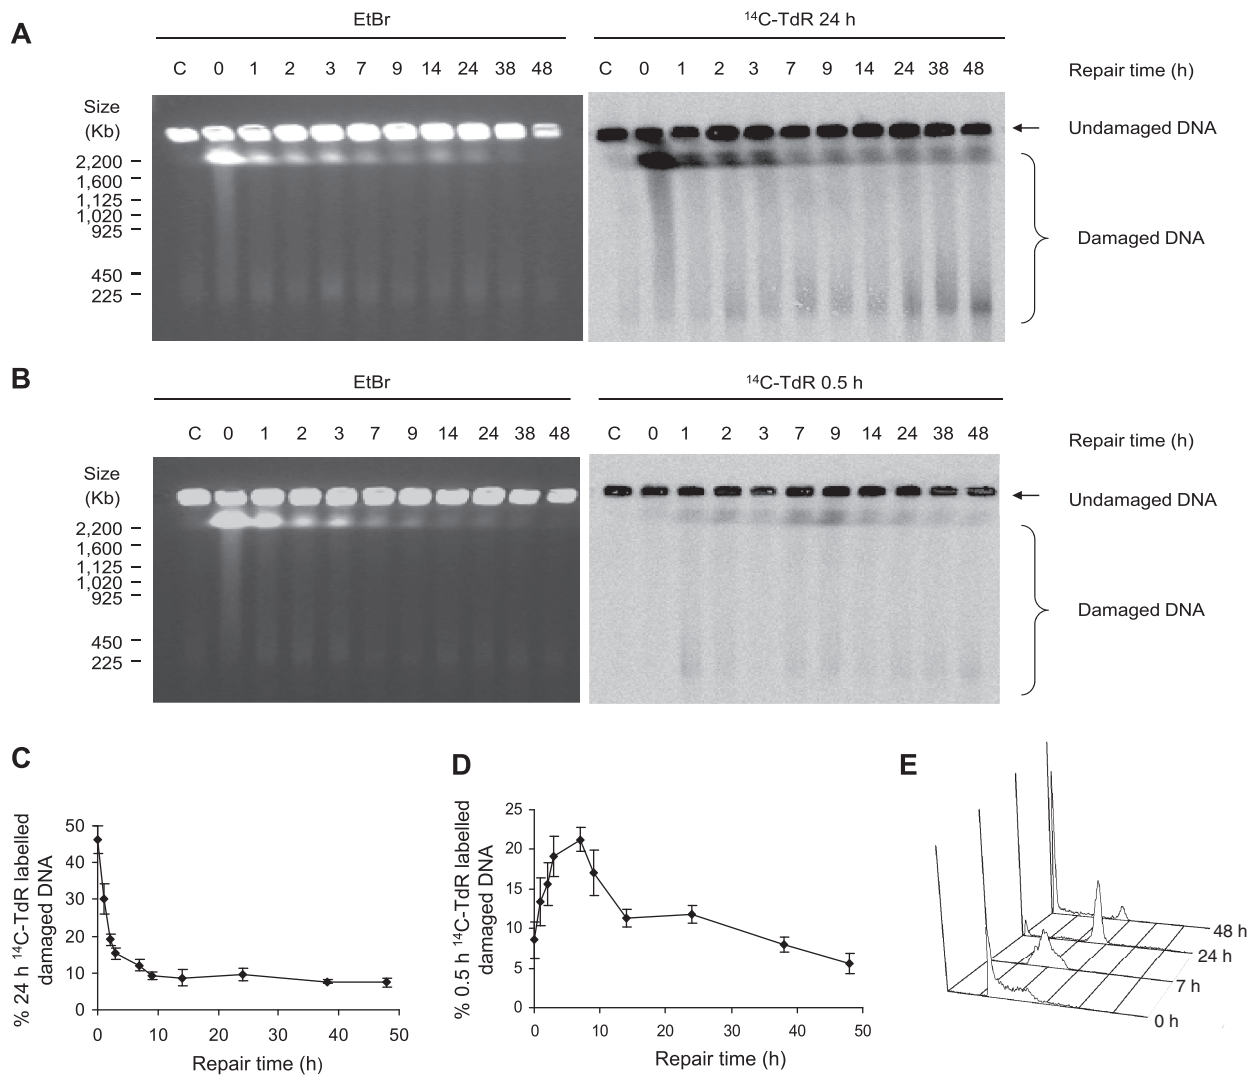 A
EtBr
¹⁴C-TdR 24 h
C 0 1 2 3 7 9 14 24 38 48
C 0 1 2 3 7 9 14 24 38 48
Repair time (h)
Size
(Kb)
Undamaged DNA
2,200
1,600
1,125
1,020
925
450
225
Damaged DNA
B
EtBr
¹⁴C-TdR 0.5 h
C 0 1 2 3 7 9 14 24 38 48
C 0 1 2 3 7 9 14 24 38 48
Repair time (h)
Size
(Kb)
Undamaged DNA
2,200
1,600
1,125
1,020
925
450
225
Damaged DNA
C
% 24 h ¹⁴C-TdR labelled
damaged DNA
50
40
30
20
10
0
0 10 20 30 40 50
Repair time (h)
D
% 0.5 h ¹⁴C-TdR labelled
damaged DNA
25
20
15
10
5
0
0 10 20 30 40 50
Repair time (h)
E
48 h
24 h
7 h
0 h